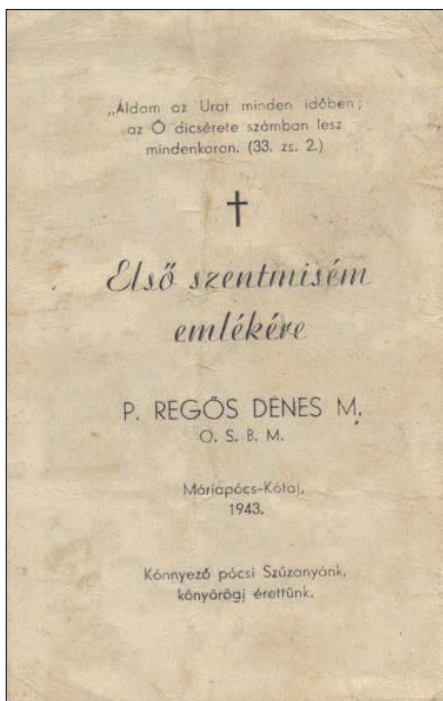 „Áldom az Urat minden időben;
az Ő dicsérete számban lesz
mindenkoron. (33. zs. 2.)
Első szentmisém
emlékére
P. REGŐS DÉNES M.
O. S. B. M.
Máriapócs-Kótaj,
1943.
Könnyező pócsi Szűzanyánk,
könyörögj érettünk.